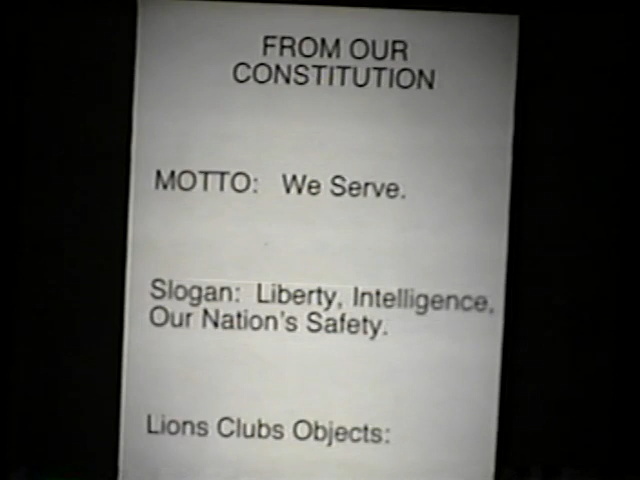 FROM OUR
CONSTITUTION
MOTTO: We Serve.
Slogan: Liberty, Intelligence,
Our Nation's Safety.
Lions Clubs Objects: